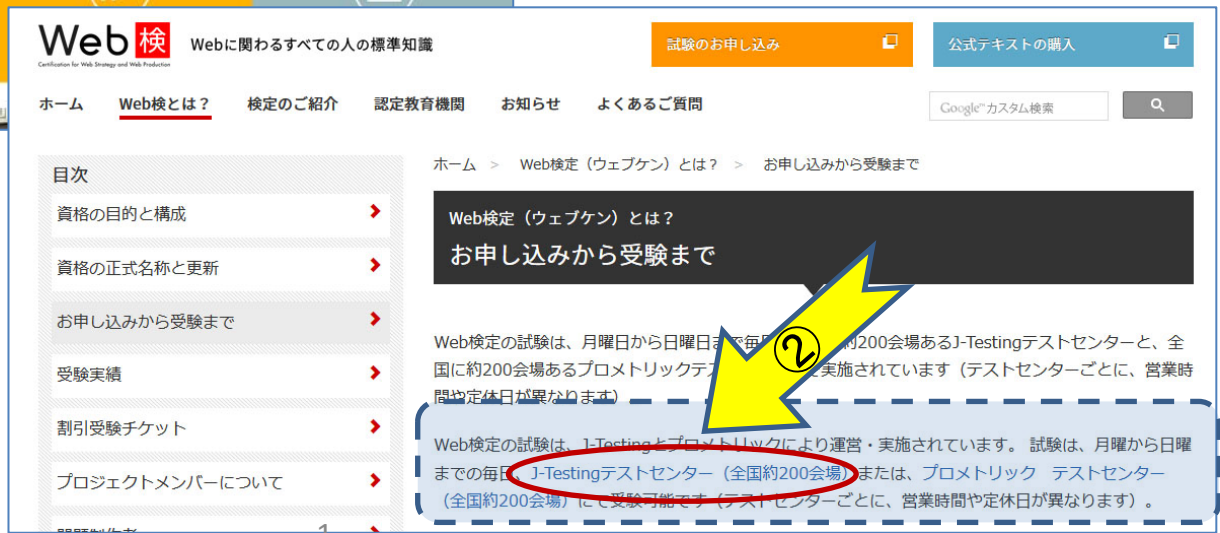 Web検 Webに関わるすべての人の標準知識
Certification for Web Strategy and Web Production
試験のお申し込み
公式テキストの購入
ホーム Web検とは？ 検定のご紹介 認定教育機関 お知らせ よくあるご質問
Google™カスタム検索
目次
資格の目的と構成
資格の正式名称と更新
お申し込みから受験まで
受験実績
割引受験チケット
プロジェクトメンバーについて
1
ホーム > Web検定（ウェブケン）とは？ > お申し込みから受験まで
Web検定（ウェブケン）とは？
お申し込みから受験まで
②
Web検定の試験は、月曜日から日曜日まで毎 約200会場あるJ-Testingテストセンターと、全
国に約200会場あるプロメトリックテス 実施されています（テストセンターごとに、営業時
間や定休日が異なります）
Web検定の試験は、J-Testingとプロメトリックにより運営・実施されています。 試験は、月曜から日曜
までの毎日、J-Testingテストセンター（全国約200会場）または、プロメトリック テストセンター
（全国約200会場）にて受験可能です（テストセンターごとに、営業時間や定休日が異なります）。